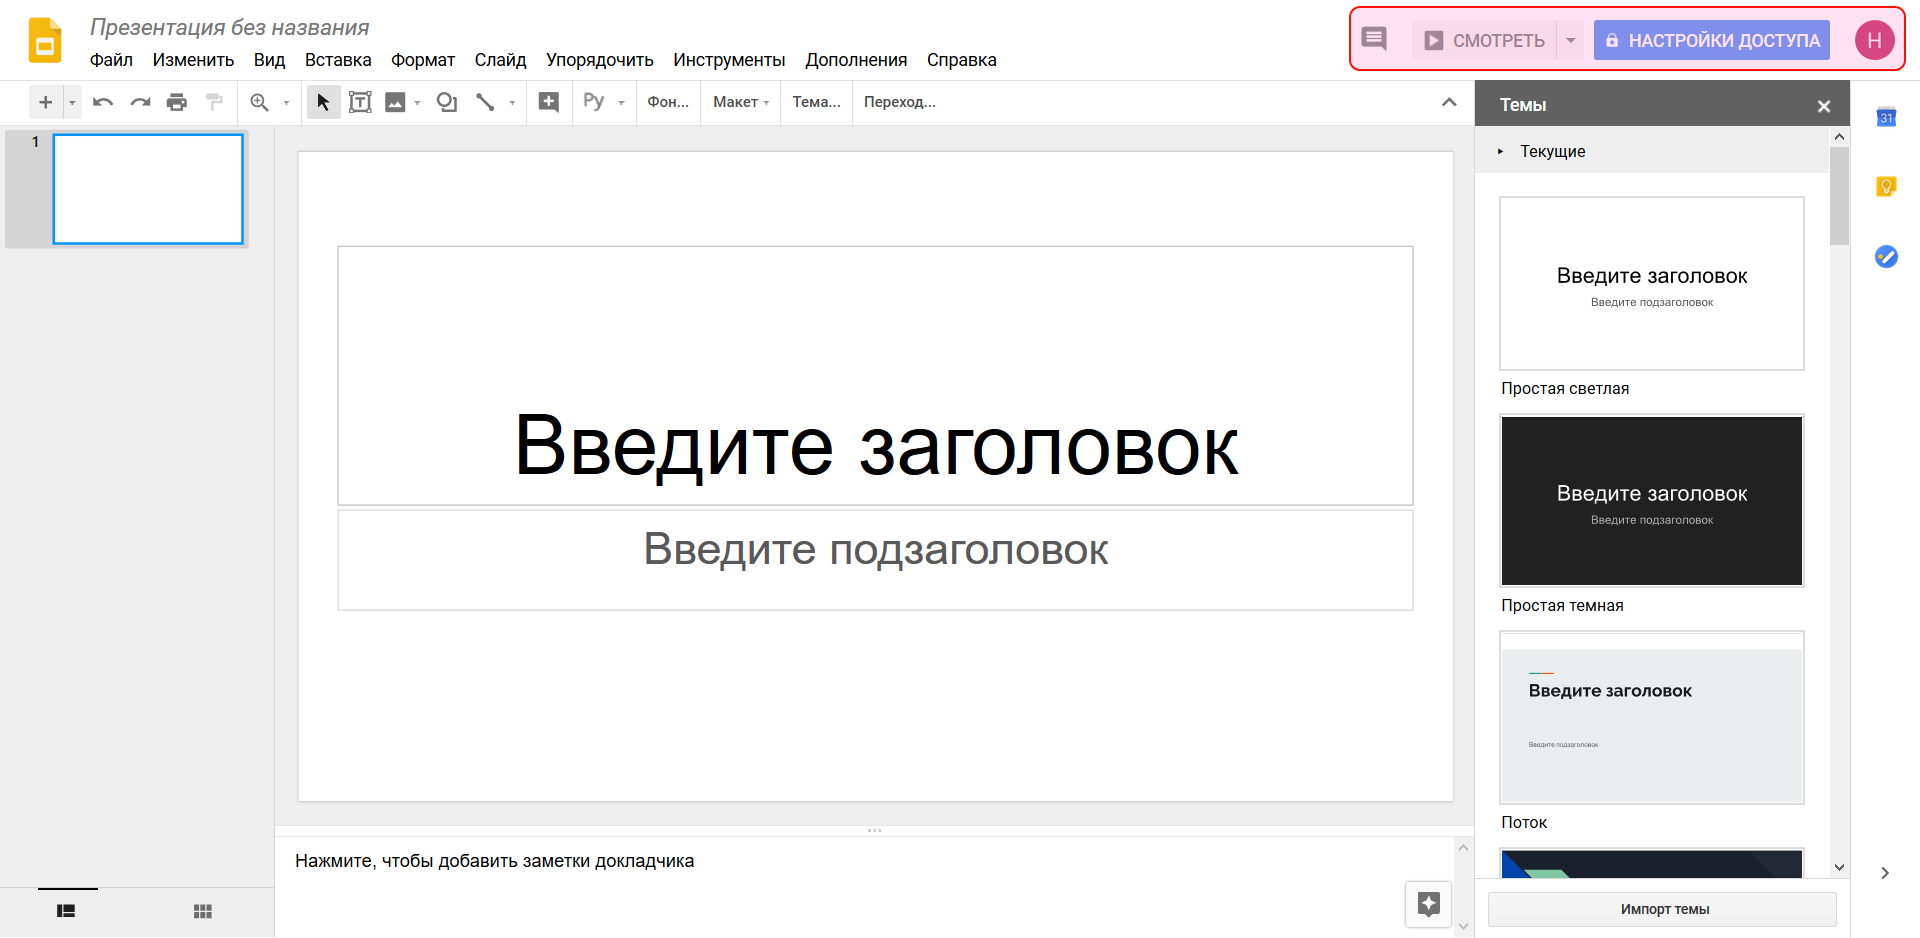 Презентация без названия
Файл Изменить Вид Вставка Формат Слайд Упорядочить Инструменты Дополнения Справка
СМОТРЕТЬ
НАСТРОЙКИ ДОСТУПА
Н
Ру
Фон...
Макет
Тема...
Переход...
Темы
31
1
Текущие
Введите заголовок
Введите подзаголовок
Введите заголовок
Введите подзаголовок
Простая светлая
Введите заголовок
Введите подзаголовок
Простая темная
Введите заголовок
Введите подзаголовок
Поток
Нажмите, чтобы добавить заметки докладчика
Импорт темы